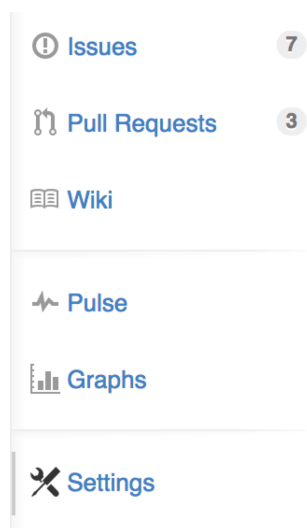 Issues 7
Pull Requests 3
Wiki
Pulse
Graphs
Settings